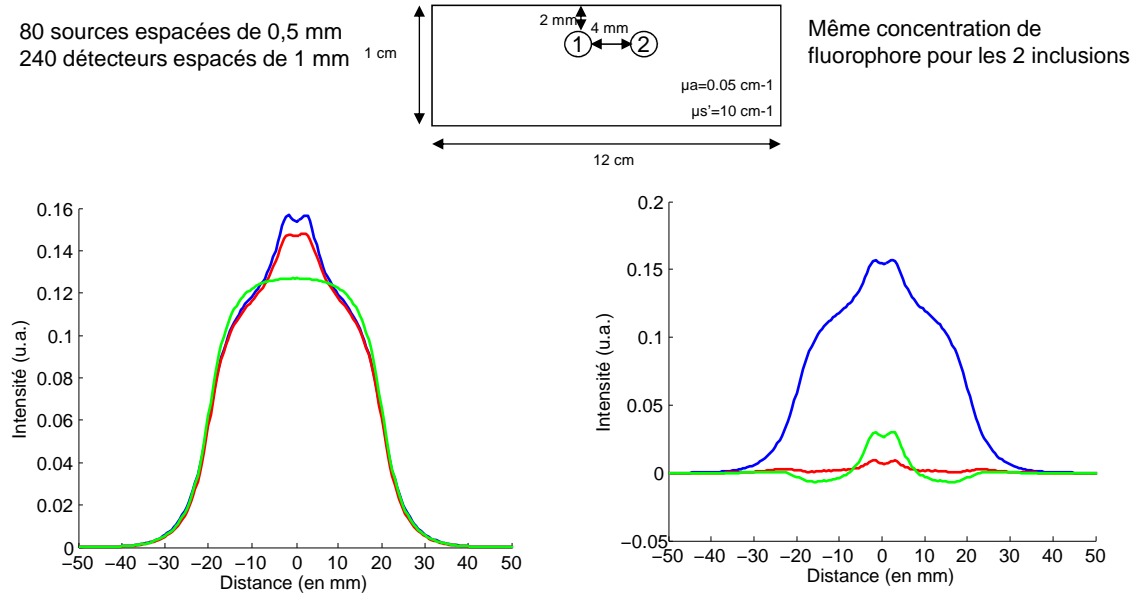 80 sources espacées de 0,5 mm
240 détecteurs espacés de 1 mm
1 cm
2 mm
4 mm
1
2
µa=0.05 cm-1
µs'=10 cm-1
12 cm
Même concentration de
fluorophore pour les 2 inclusions
0.16
0.14
0.12
0.1
0.08
0.06
0.04
0.02
0
Intensité (u.a.)
−50 −40 −30 −20 −10 0 10 20 30 40 50
Distance (en mm)
0.2
0.15
0.1
0.05
0
−0.05
Intensité (u.a.)
−50 −40 −30 −20 −10 0 10 20 30 40 50
Distance (en mm)